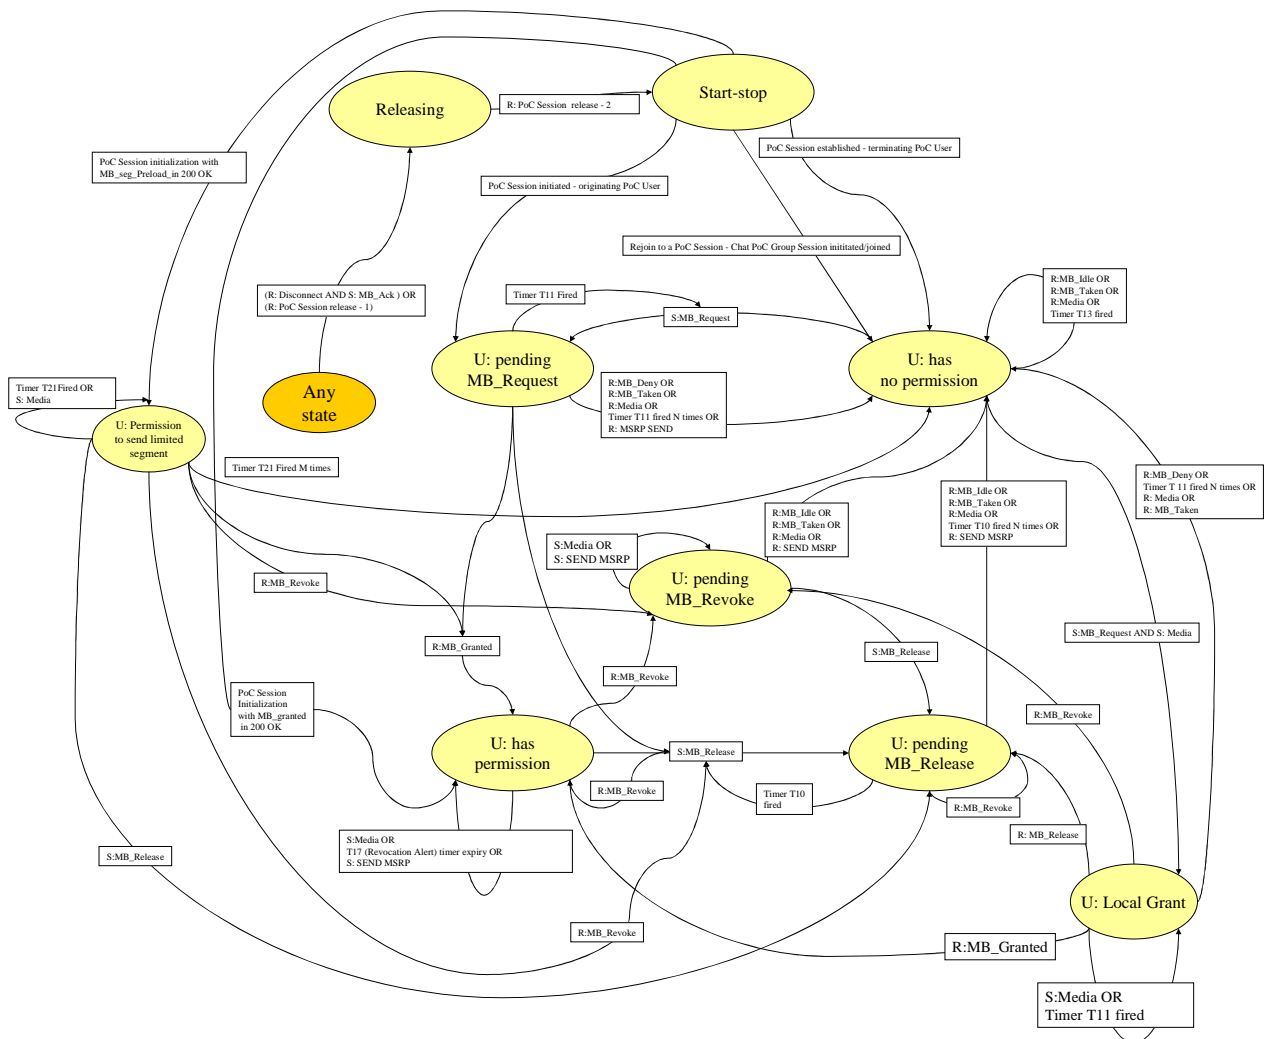 Start-stop
Releasing
R: PoC Session  release - 2
PoC Session established - terminating PoC User
PoC Session initialization with
MB_seg_Preload_in 200 OK
PoC Session initiated - originating PoC User
Rejoin to a PoC Session - Chat PoC Group Session inititated/joined
(R: Disconnect AND S: MB_Ack ) OR
(R: PoC Session release - 1)
Timer T11 Fired
S:MB_Request
R:MB_Idle OR
R:MB_Taken OR
R:Media OR
Timer T13 fired
U: pending
MB_Request
U: has
no permission
Any
state
Timer T21Fired OR
S: Media
R:MB_Deny OR
R:MB_Taken OR
R:Media OR
Timer T11 fired N times OR
R: MSRP SEND
U: Permission
to send limited
segment
Timer T21 Fired M times
R:MB_Deny OR
Timer T 11 fired N times OR
R: Media OR
R: MB_Taken
R:MB_Idle OR
R:MB_Taken OR
R:Media OR
Timer T10 fired N times OR
R: SEND MSRP
R:MB_Idle OR
R:MB_Taken OR
R:Media OR
R: SEND MSRP
S:Media OR
S: SEND MSRP
U: pending
MB_Revoke
R:MB_Revoke
S:MB_Request AND S: Media
R:MB_Granted
S:MB_Release
R:MB_Revoke
PoC Session
Initialization
with MB_granted
in 200 OK
R:MB_Revoke
U: has
permission
S:MB_Release
U: pending
MB_Release
R:MB_Revoke
Timer T10
fired
R:MB_Revoke
R: MB_Release
S:Media OR
T17 (Revocation Alert) timer expiry OR
S: SEND MSRP
S:MB_Release
U: Local Grant
R:MB_Revoke
R:MB_Granted
S:Media OR
Timer T11 fired